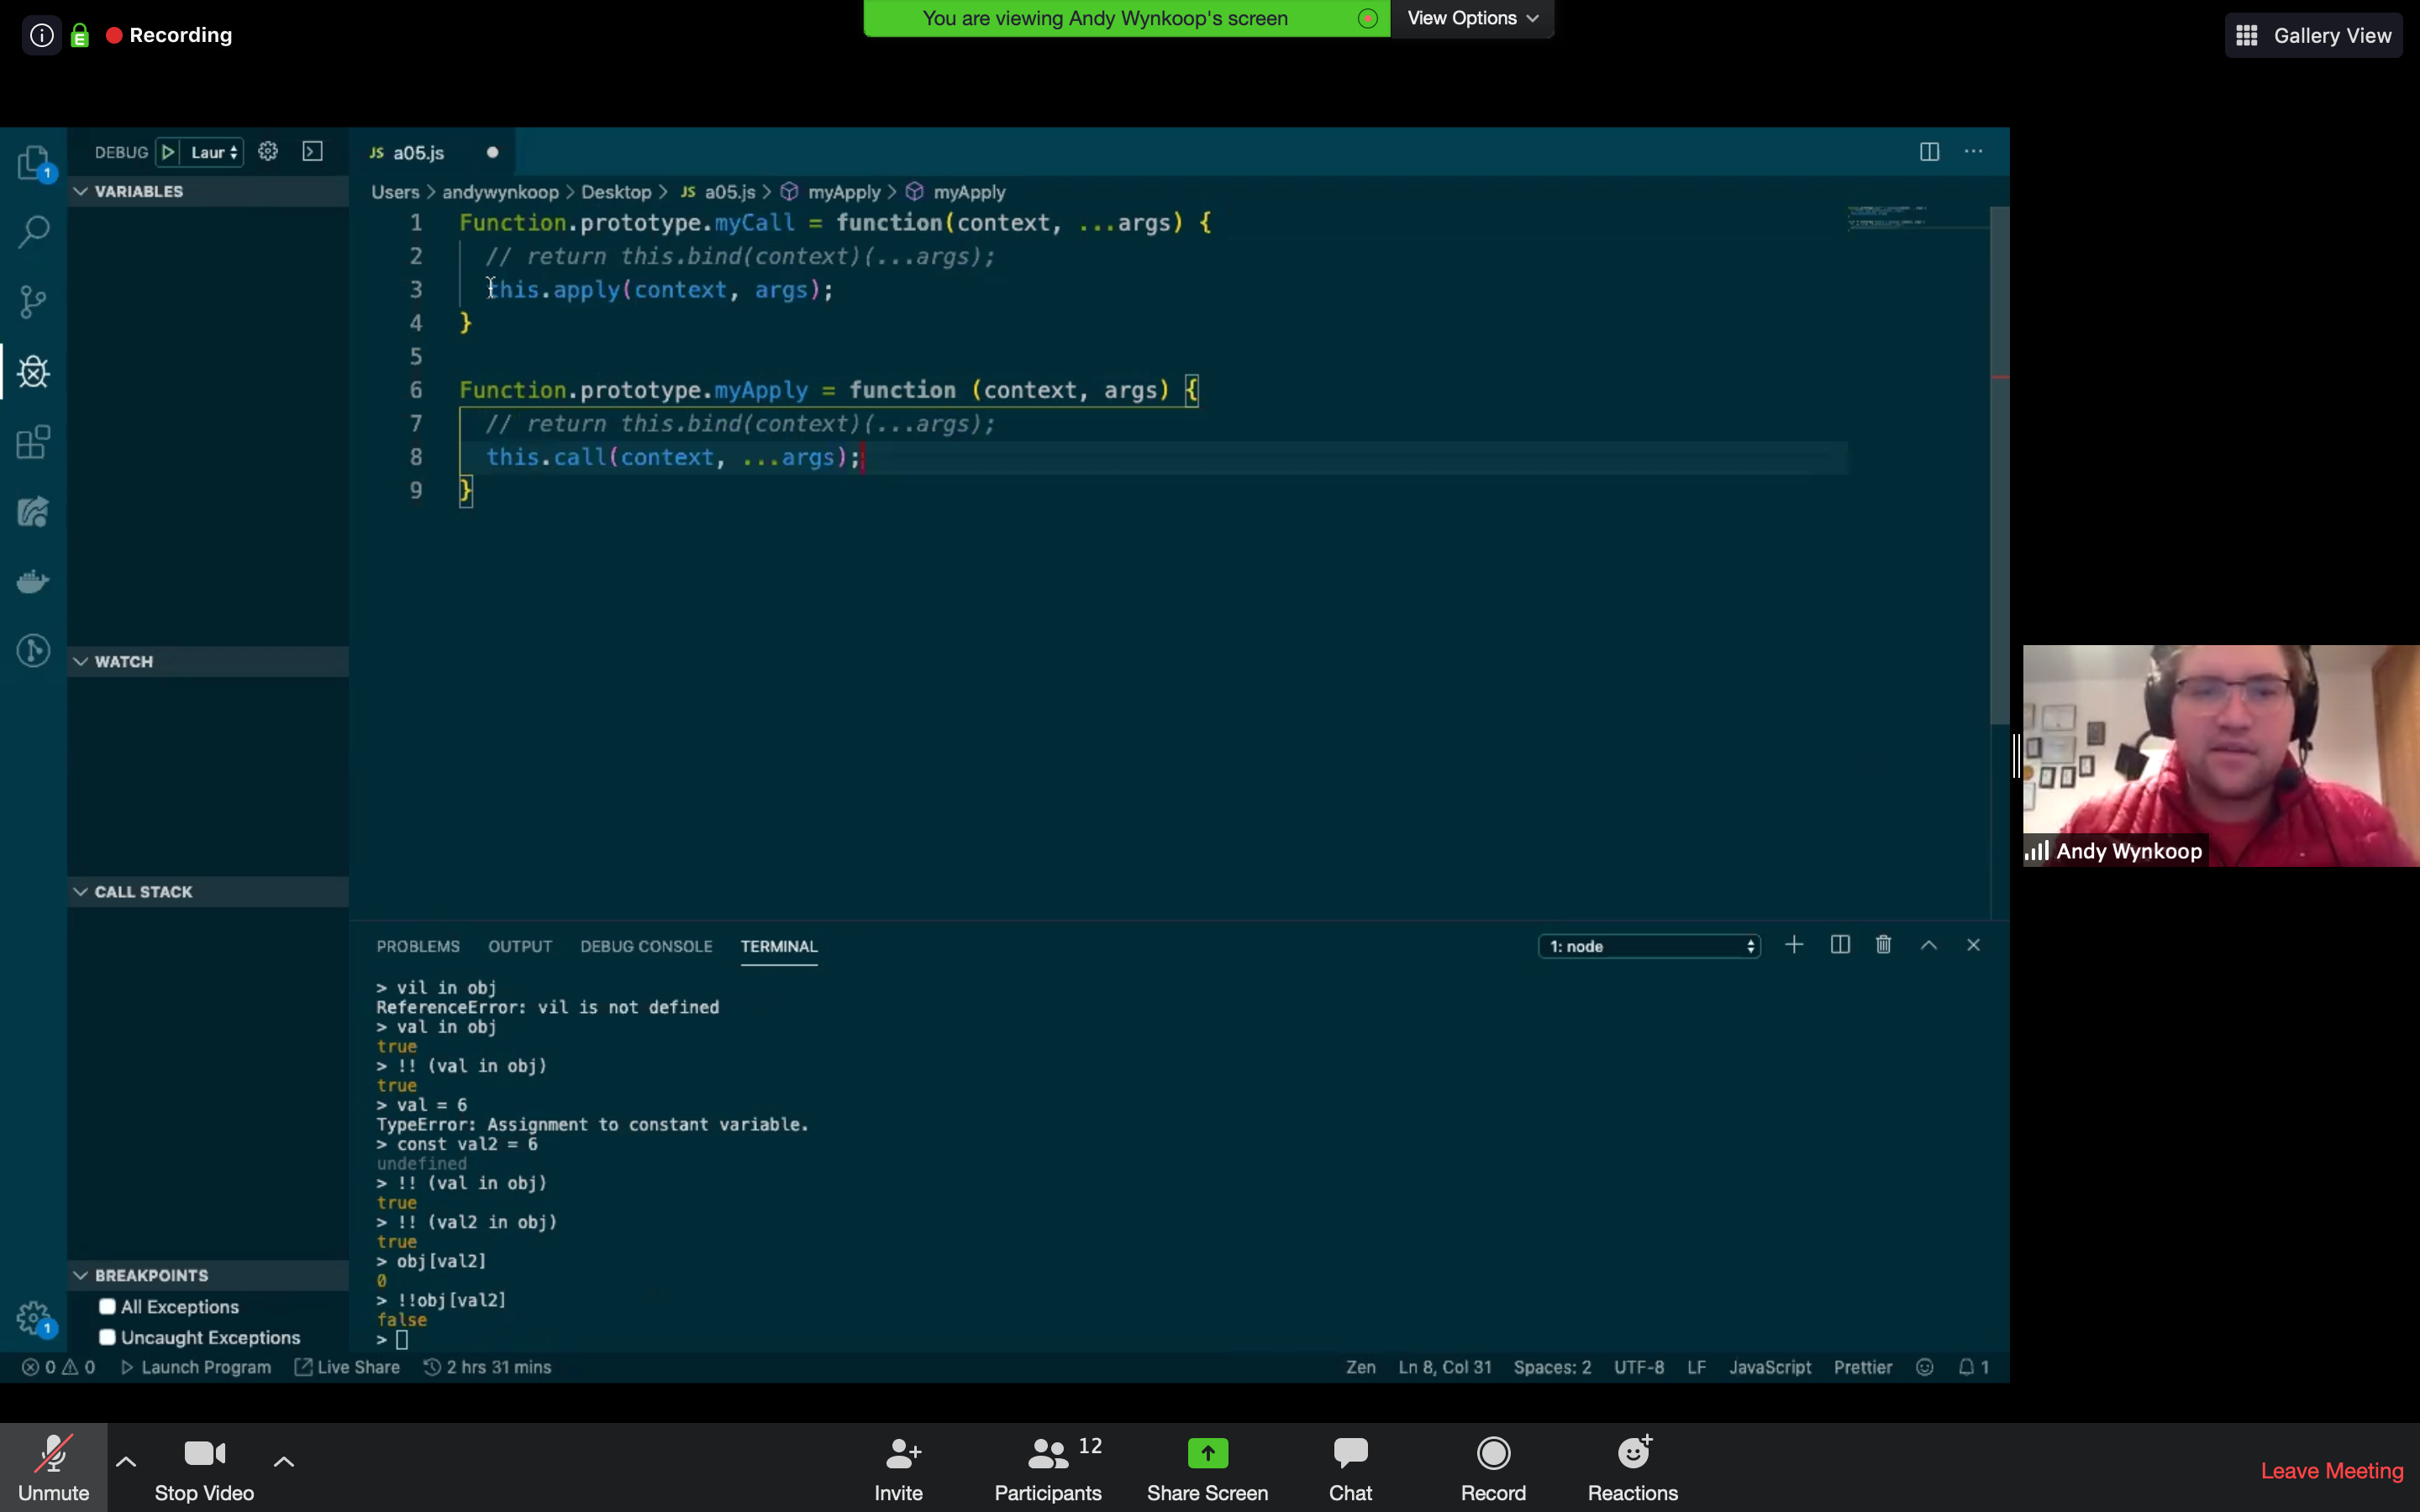 Recording
You are viewing Andy Wynkoop's screen
View Options
Gallery View
DEBUG
Laur
VARIABLES
WATCH
CALL STACK
BREAKPOINTS
All Exceptions
Uncaught Exceptions
JS a05.js
Users > andywynkoop > Desktop > JS a05.js > myApply > myApply
1 Function.prototype.myCall = function(context, ...args) {
2 // return this.bind(context)(...args);
3 this.apply(context, args);
4 }
5
6 Function.prototype.myApply = function (context, args) {
7 // return this.bind(context)(...args);
8 this.call(context, ...args);
9 }
PROBLEMS OUTPUT DEBUG CONSOLE TERMINAL
1: node
> vil in obj
ReferenceError: vil is not defined
> val in obj
true
> !! (val in obj)
true
> val = 6
TypeError: Assignment to constant variable.
> const val2 = 6
undefined
> !! (val in obj)
true
> !! (val2 in obj)
true
> obj[val2]
0
> !!obj[val2]
false
>
0 0 Launch Program Live Share 2 hrs 31 mins
Zen Ln 8, Col 31 Spaces: 2 UTF-8 LF JavaScript Prettier 1
1
1
Andy Wynkoop
Unmute
Stop Video
Invite
12
Participants
Share Screen
Chat
Record
Reactions
Leave Meeting